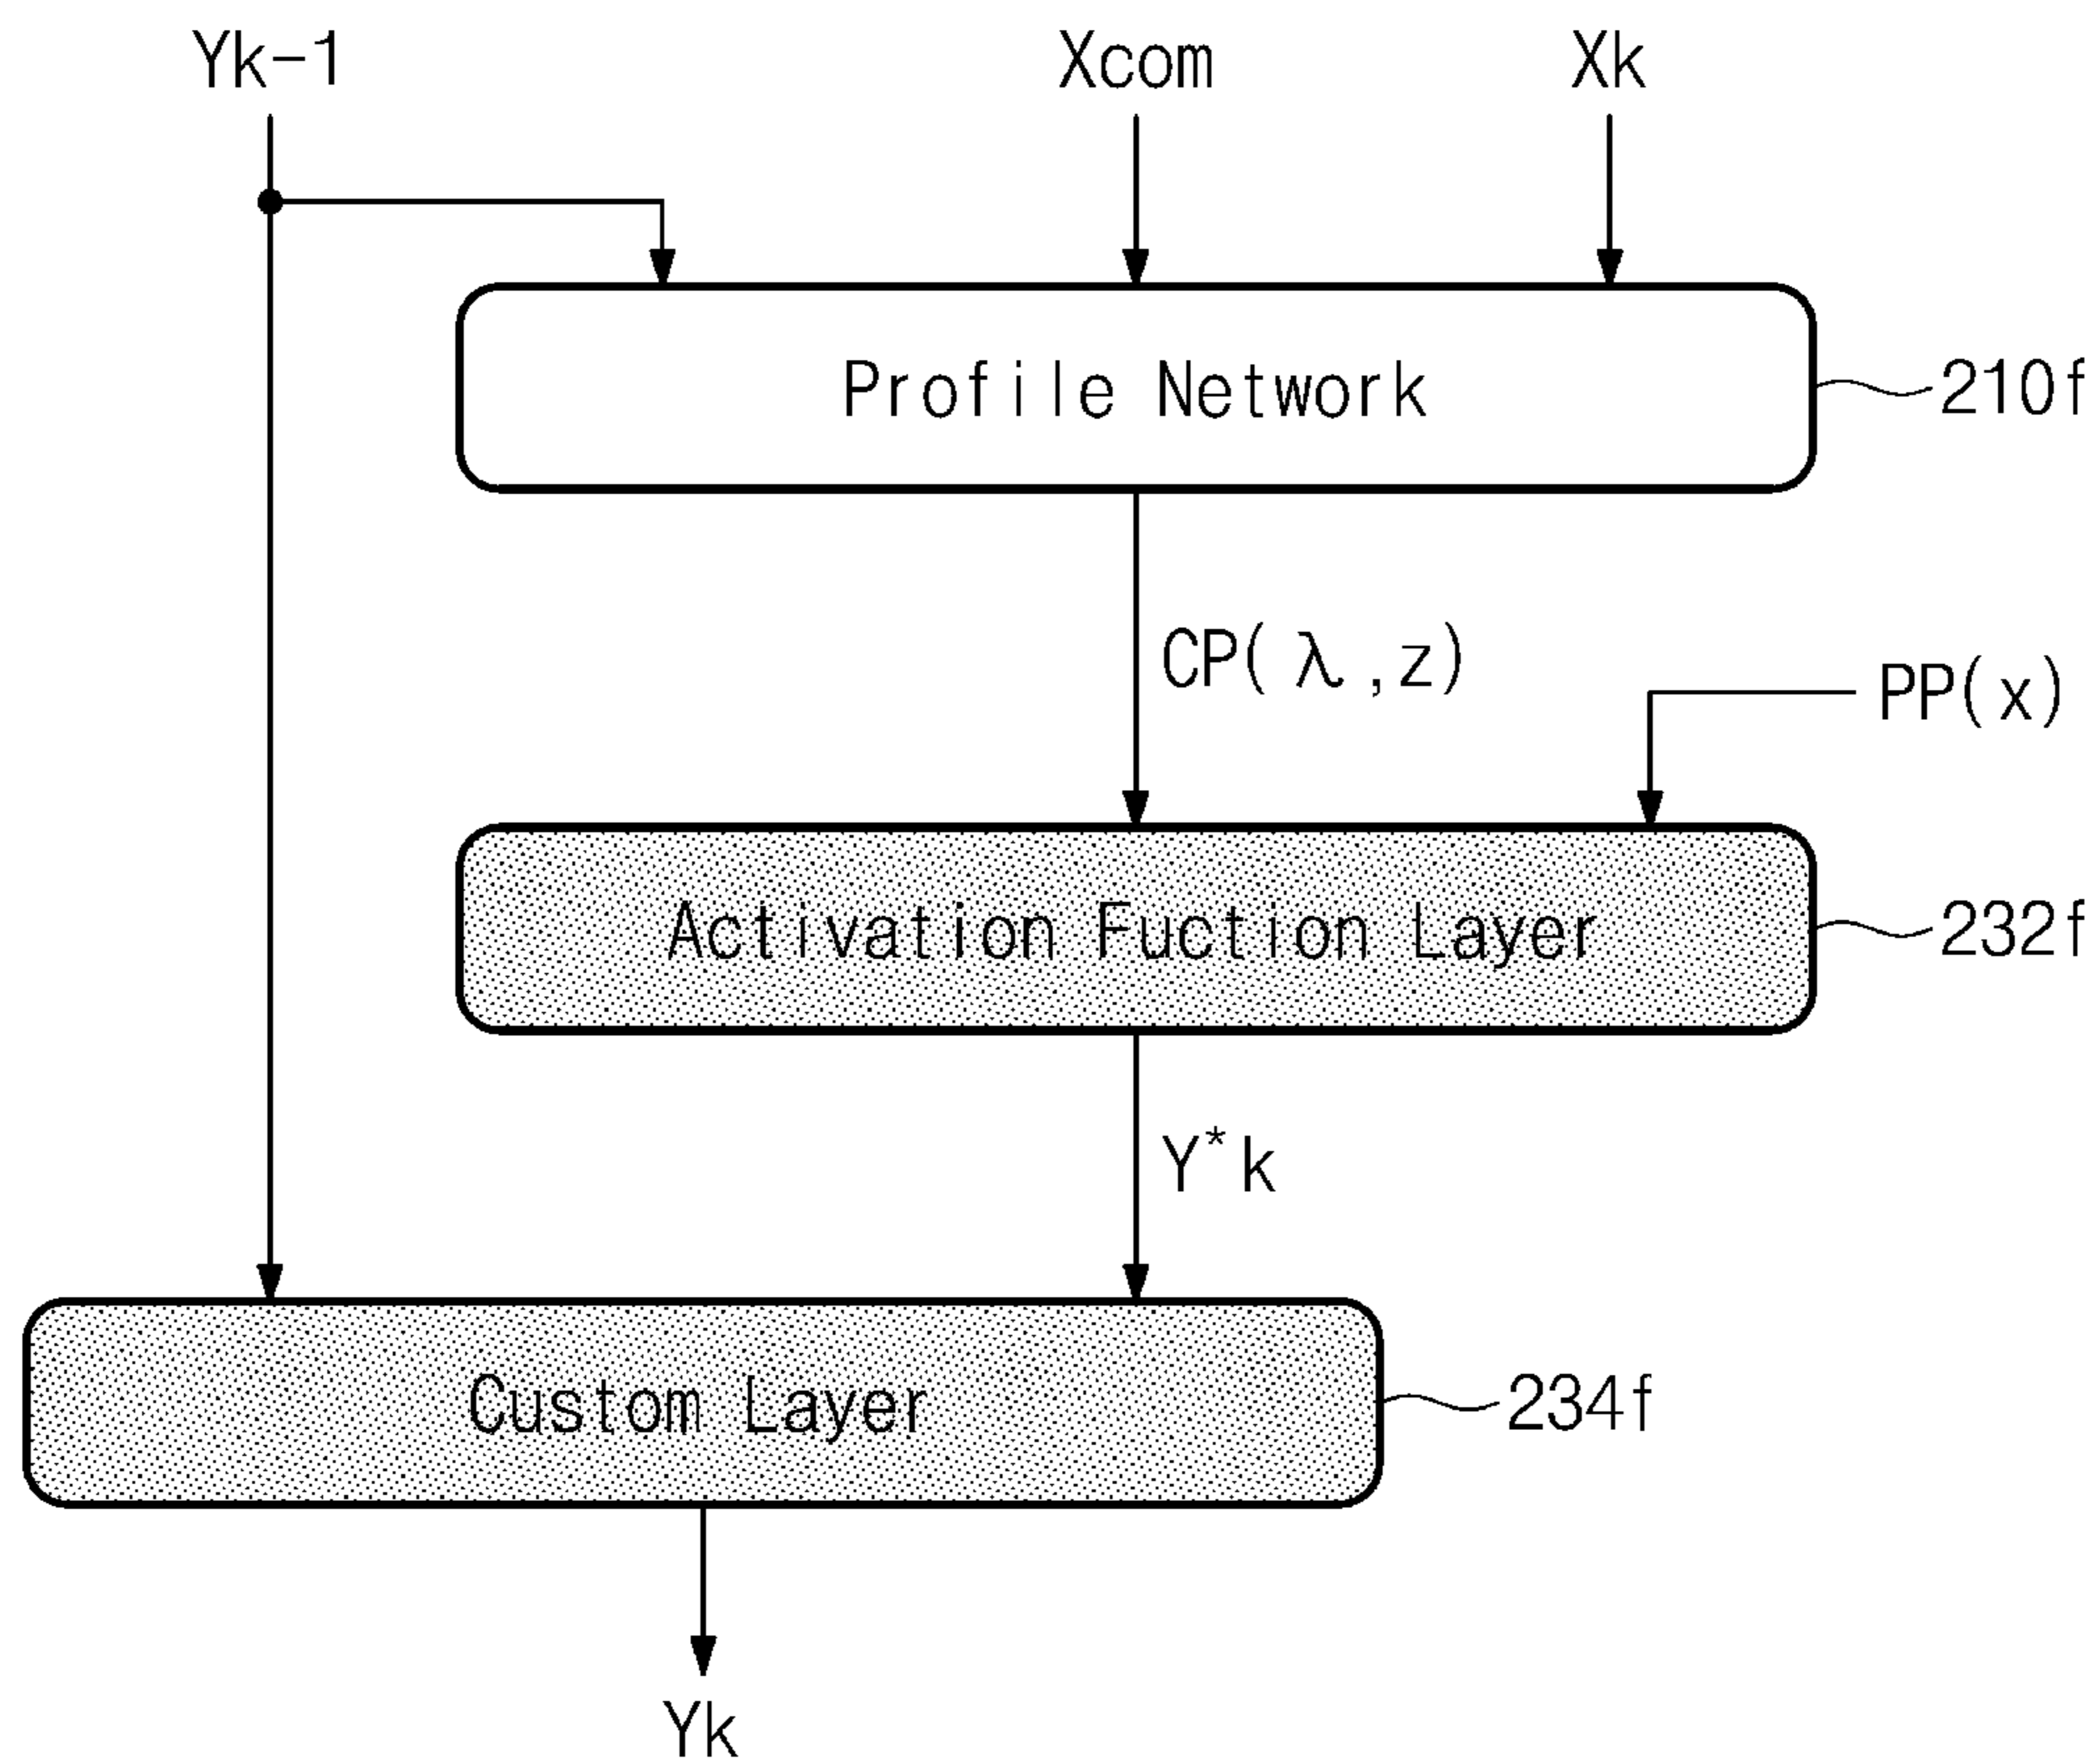 Yk-1
Xcom
Xk
Profile Network
210f
CP(λ,z)
PP(x)
Activation Fuction Layer
232f
Y*k
Custom Layer
234f
Yk